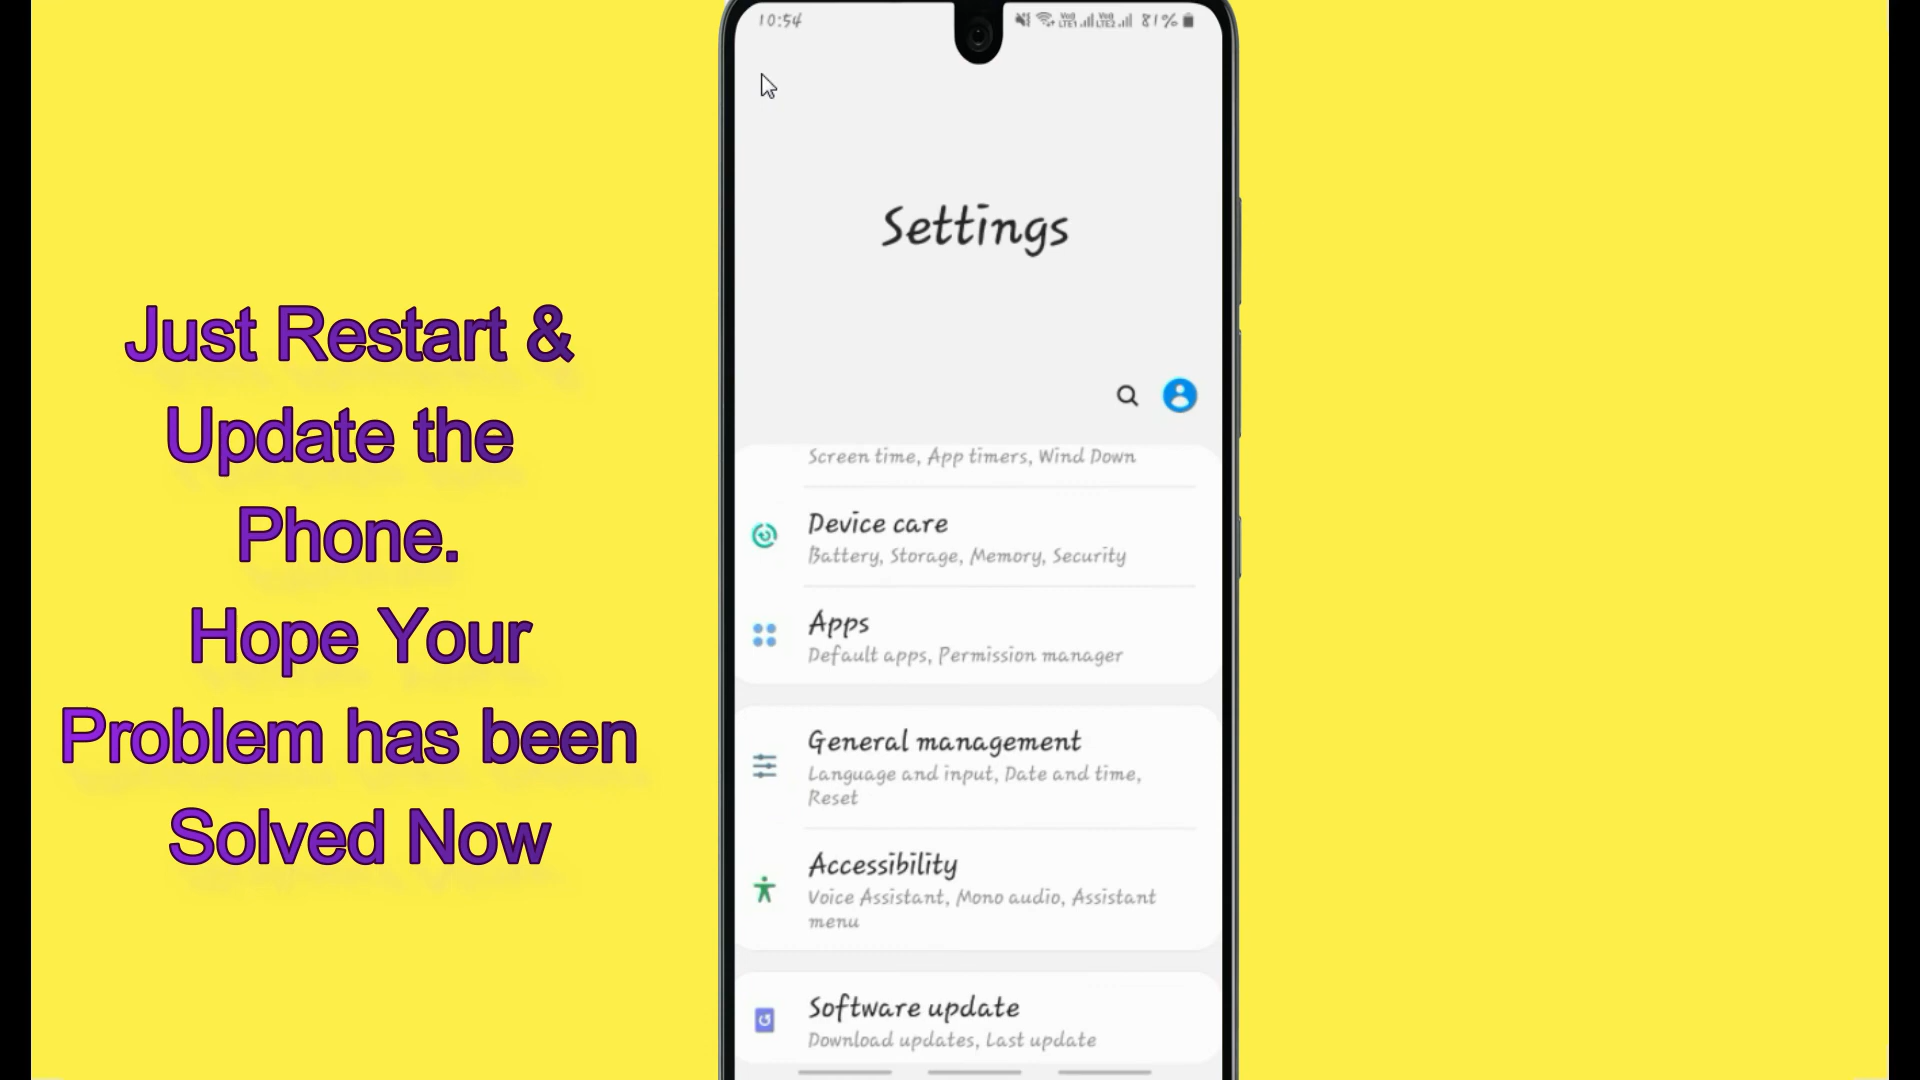 Just Restart &
Update the
Phone.
Hope Your
Problem has been
Solved Now
10:54
81%
Settings
Screen time, App timers, Wind Down
Device care
Battery, Storage, Memory, Security
Apps
Default apps, Permission manager
General management
Language and input, Date and time,
Reset
Accessibility
Voice Assistant, Mono audio, Assistant
menu
Software update
Download updates, Last update